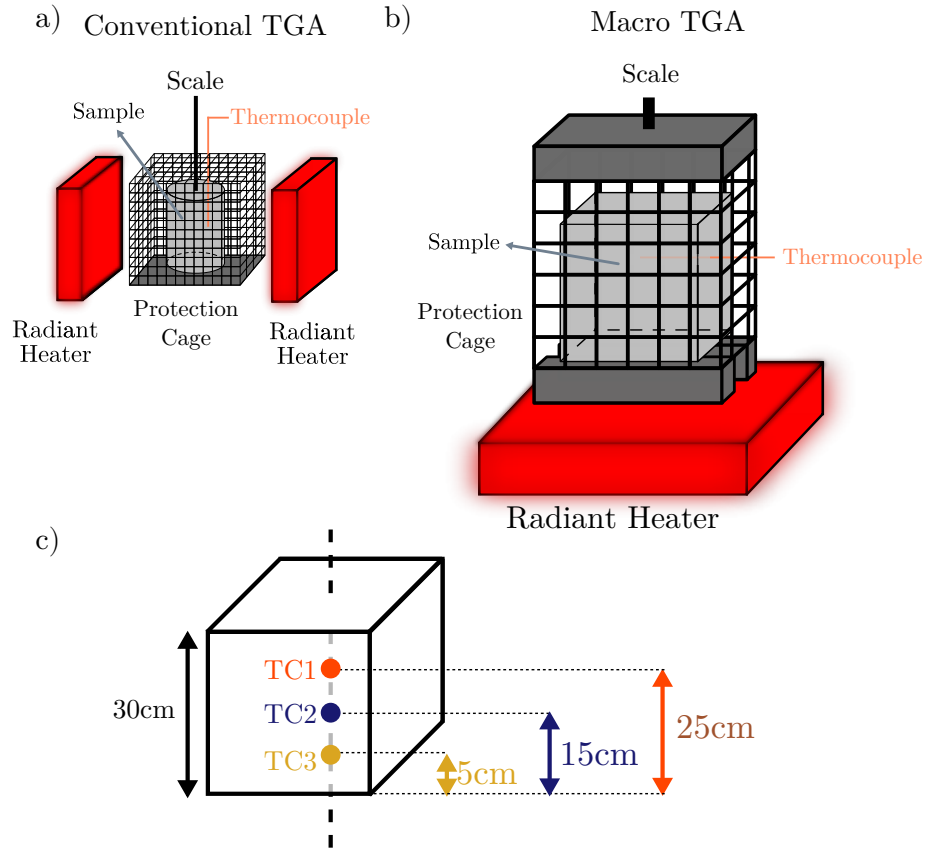 a)
Conventional TGA
Scale
Sample
Thermocouple
Radiant
Heater
Protection
Cage
Radiant
Heater
b)
Macro TGA
Scale
Sample
Thermocouple
Protection
Cage
Radiant Heater
c)
30cm
TC1
TC2
TC3
5cm
15cm
25cm